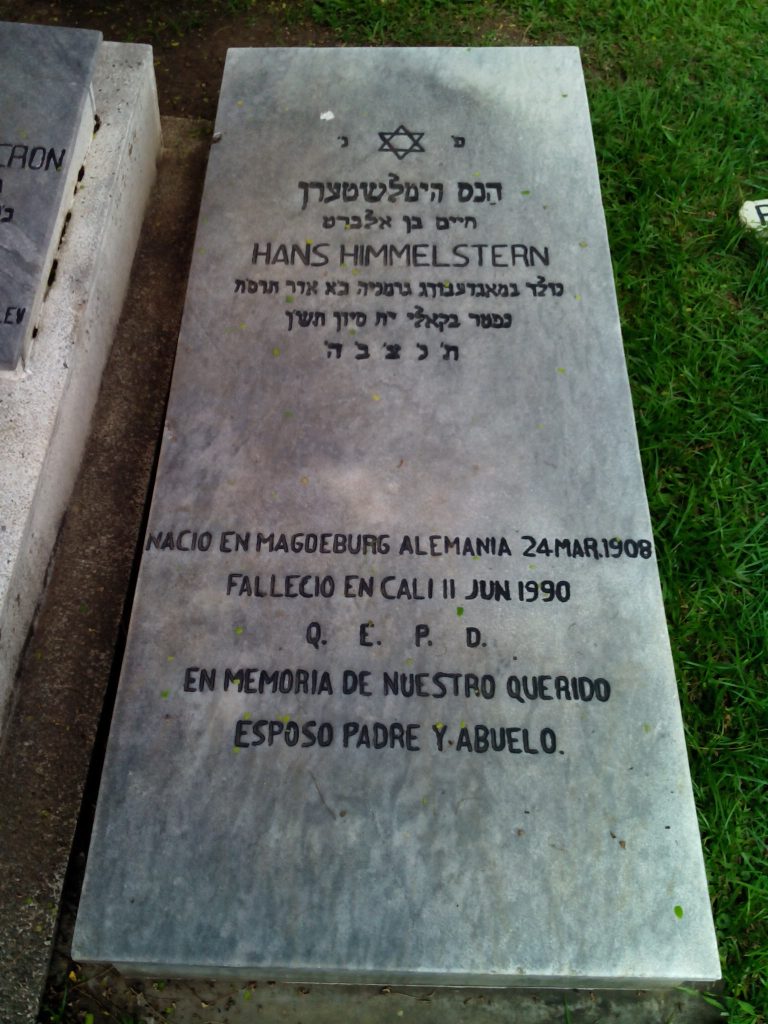 פ נ
הנס הימלשטערן
חיים בן אלברט
HANS HIMMELSTERN
נולד במאגדעבורג גרמניה כא אדר תרסח
נפטר בקאלי יח סיון תש״ן
ת׳ נ׳ צ׳ ב׳ ה׳
NACIO EN MAGDEBURG ALEMANIA 24 MAR. 1908
FALLECIO EN CALI 11 JUN 1990
Q. E. P. D.
EN MEMORIA DE NUESTRO QUERIDO
ESPOSO PADRE Y ABUELO.